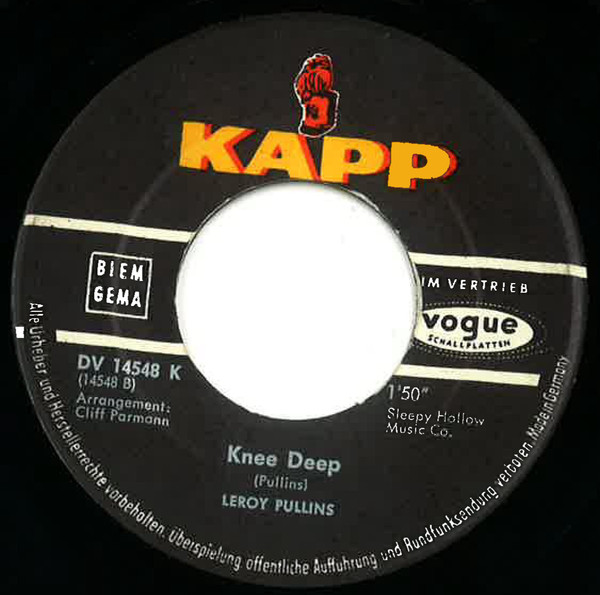 KAPP
BIEM
GEMA
IM VERTRIEB
vogue
SCHALLPLATTEN
DV 14548 K
(14548 B)
Arrangement:
Cliff Parmann
1'50"
Sleepy Hollow
Music Co.
Knee Deep
(Pullins)
LEROY PULLINS
Alle Urheber und Herstellerrechte vorbehalten. Überspielung öffentliche Aufführung und Rundfunksendung verboten. Made in Germany